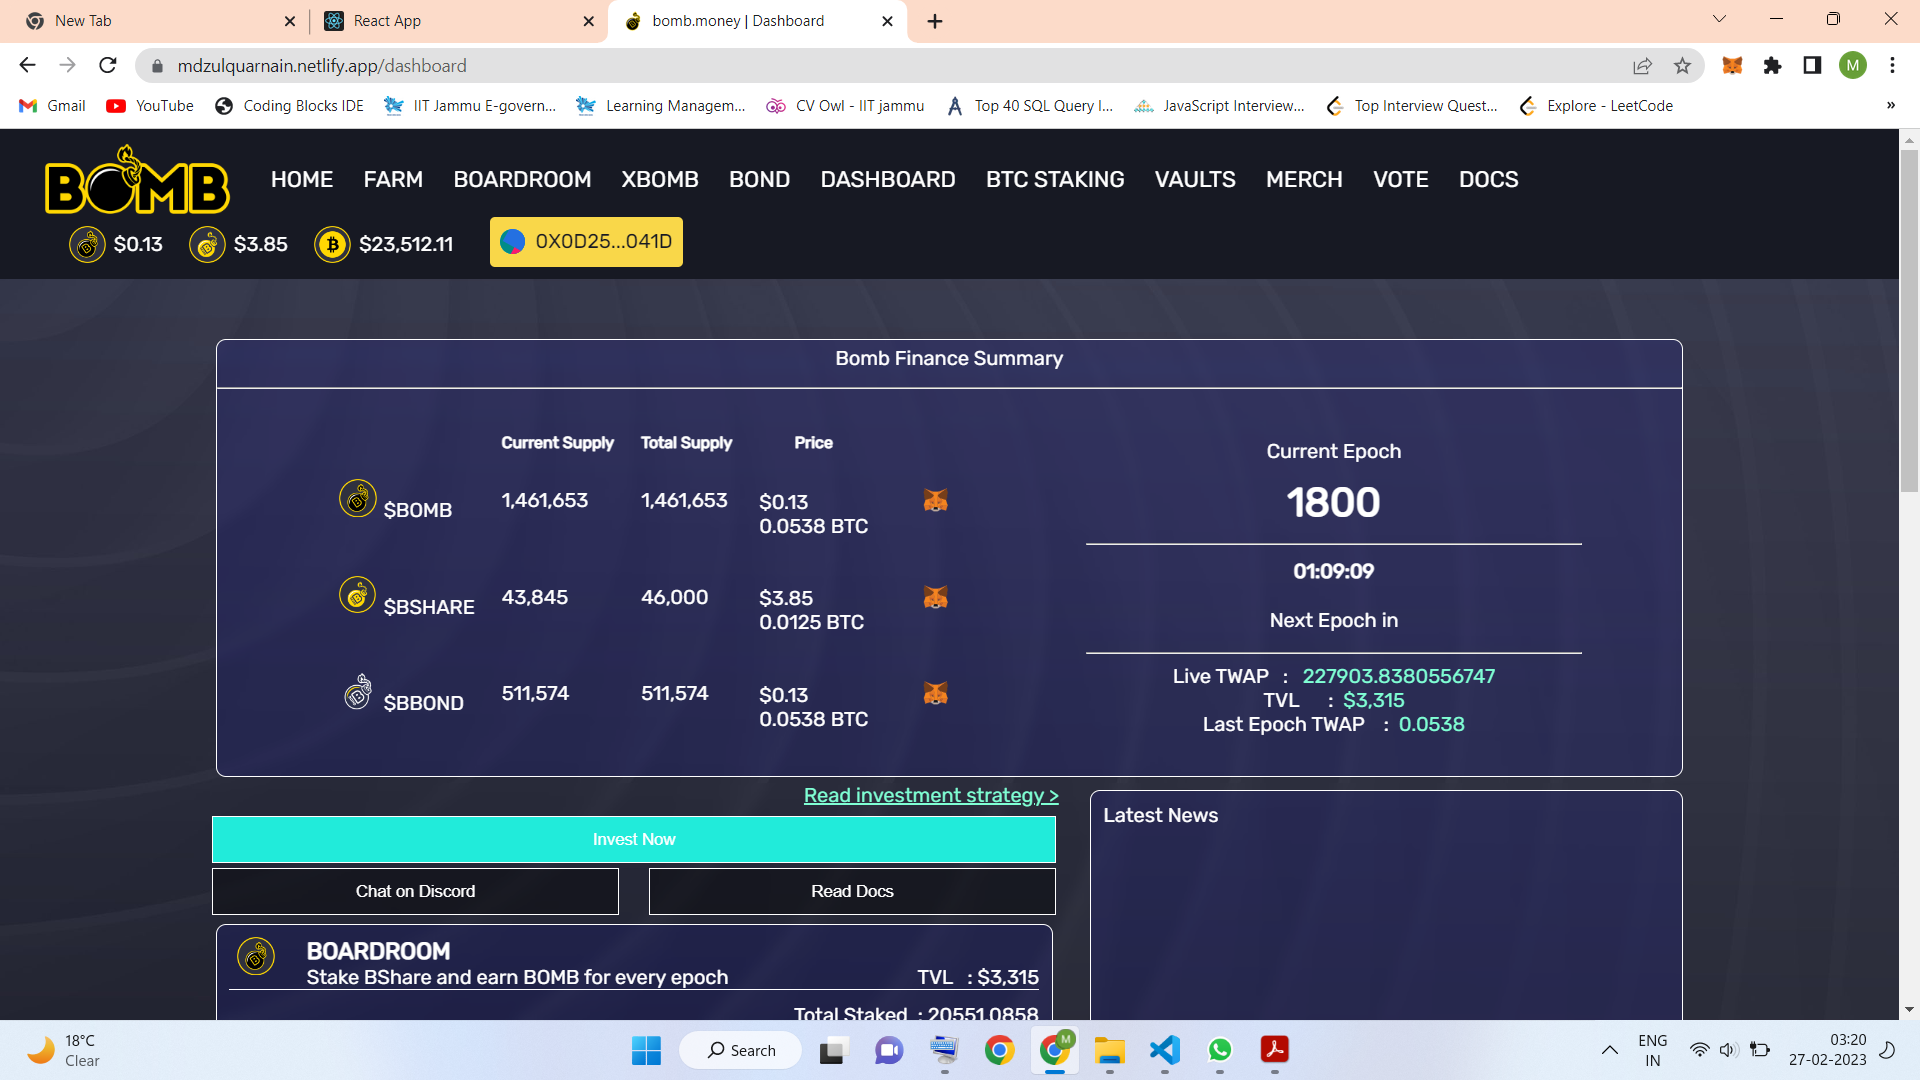 New Tab
React App
bomb.money | Dashboard
mdzulquarnain.netlify.app/dashboard
M
Gmail
YouTube
Coding Blocks IDE
IIT Jammu E-govern...
Learning Managem...
CV Owl - IIT jammu
Top 40 SQL Query I...
JavaScript Interview...
Top Interview Quest...
Explore - LeetCode
»
BOMB
HOME FARM BOARDROOM XBOMB BOND DASHBOARD BTC STAKING VAULTS MERCH VOTE DOCS
$0.13 $3.85 $23,512.11 0X0D25...041D
Bomb Finance Summary
Current Supply Total Supply Price
$BOMB 1,461,653 1,461,653 $0.13
0.0538 BTC
$BSHARE 43,845 46,000 $3.85
0.0125 BTC
$BBOND 511,574 511,574 $0.13
0.0538 BTC
Current Epoch
1800
01:09:09
Next Epoch in
Live TWAP : 227903.8380556747
TVL : $3,315
Last Epoch TWAP : 0.0538
Read investment strategy >
Invest Now
Chat on Discord
Read Docs
Latest News
BOARDROOM
Stake BShare and earn BOMB for every epoch TVL : $3,315
Total Staked : 20551.0858
18°C
Clear
Search
M
ENG
IN
03:20
27-02-2023